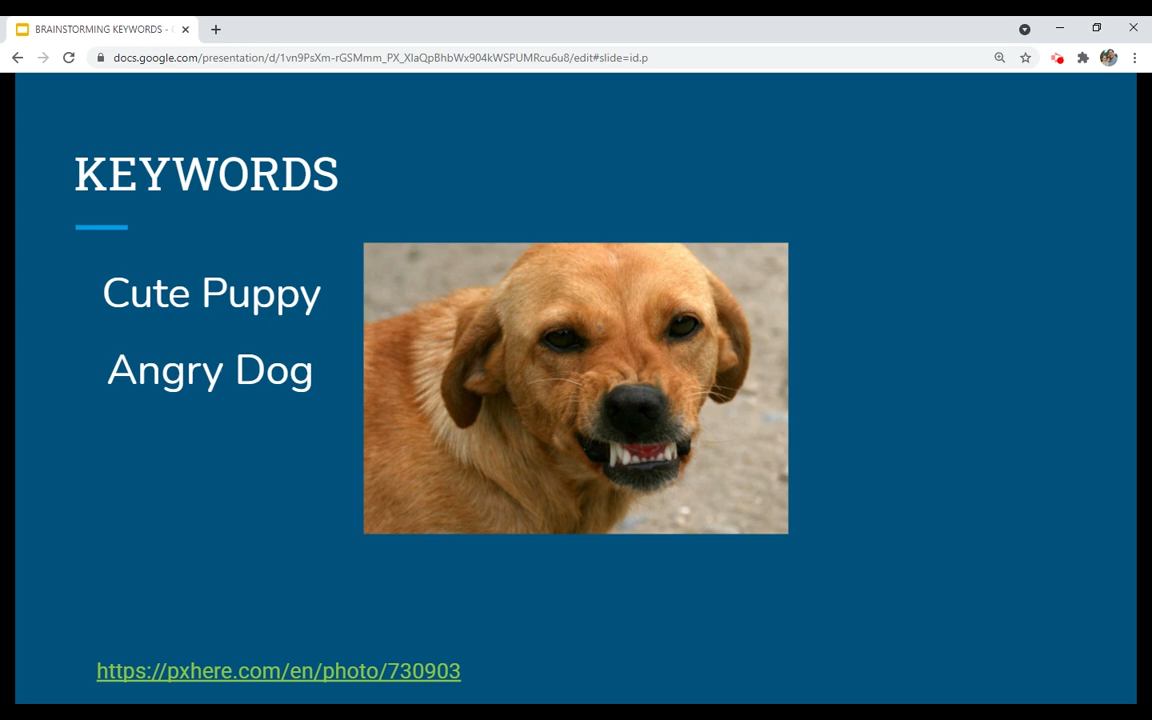 BRAINSTORMING KEYWORDS -
docs.google.com/presentation/d/1vn9PsXm-rGSMmm_PX_XlaQpBhbWx904kWSPUMRcu6u8/edit#slide=id.p
KEYWORDS
Cute Puppy
Angry Dog
https://pxhere.com/en/photo/730903